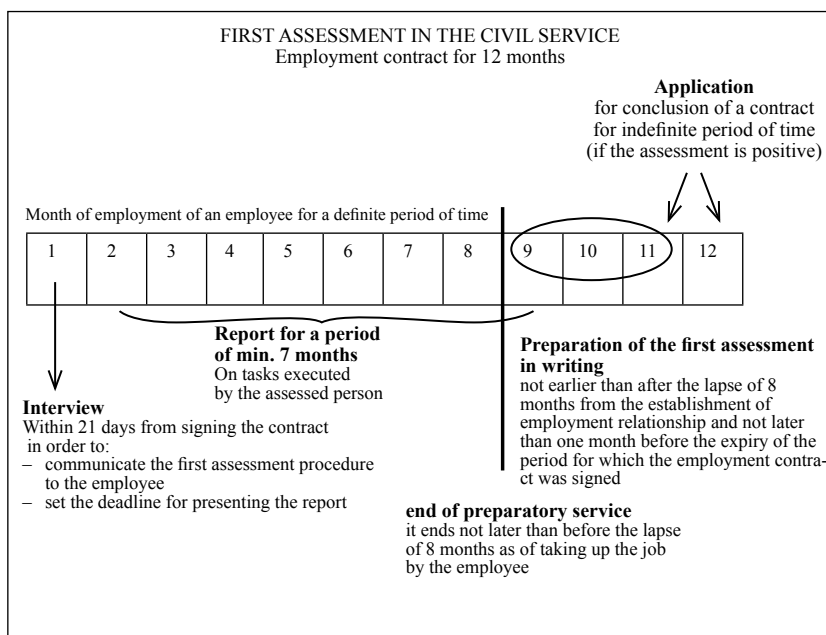 FIRST ASSESSMENT IN THE CIVIL SERVICE
Employment contract for 12 months
Application
for conclusion of a contract
for indefinite period of time
(if the assessment is positive)
Month of employment of an employee for a definite period of time
1 2 3 4 5 6 7 8 9 10 11 12
Report for a period
of min. 7 months
On tasks executed
by the assessed person
Interview
Within 21 days from signing the contract
in order to:
– communicate the first assessment procedure
to the employee
– set the deadline for presenting the report
Preparation of the first assessment
in writing
not earlier than after the lapse of 8
months from the establishment of
employment relationship and not later
than one month before the expiry of the
period for which the employment contra-
ct was signed
end of preparatory service
it ends not later than before the lapse
of 8 months as of taking up the job
by the employee